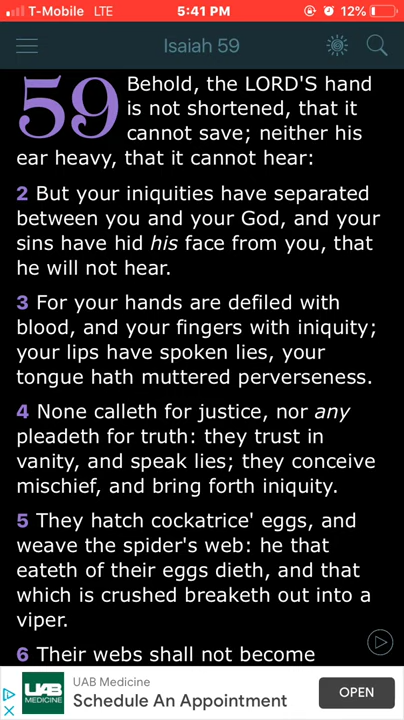 T-Mobile LTE 5:41 PM 12%
Isaiah 59
59 Behold, the LORD'S hand
is not shortened, that it
cannot save; neither his
ear heavy, that it cannot hear:
2 But your iniquities have separated
between you and your God, and your
sins have hid his face from you, that
he will not hear.
3 For your hands are defiled with
blood, and your fingers with iniquity;
your lips have spoken lies, your
tongue hath muttered perverseness.
4 None calleth for justice, nor any
pleadeth for truth: they trust in
vanity, and speak lies; they conceive
mischief, and bring forth iniquity.
5 They hatch cockatrice' eggs, and
weave the spider's web: he that
eateth of their eggs dieth, and that
which is crushed breaketh out into a
viper.
6 Their webs shall not become
UAB MEDICINE
UAB Medicine
Schedule An Appointment
OPEN